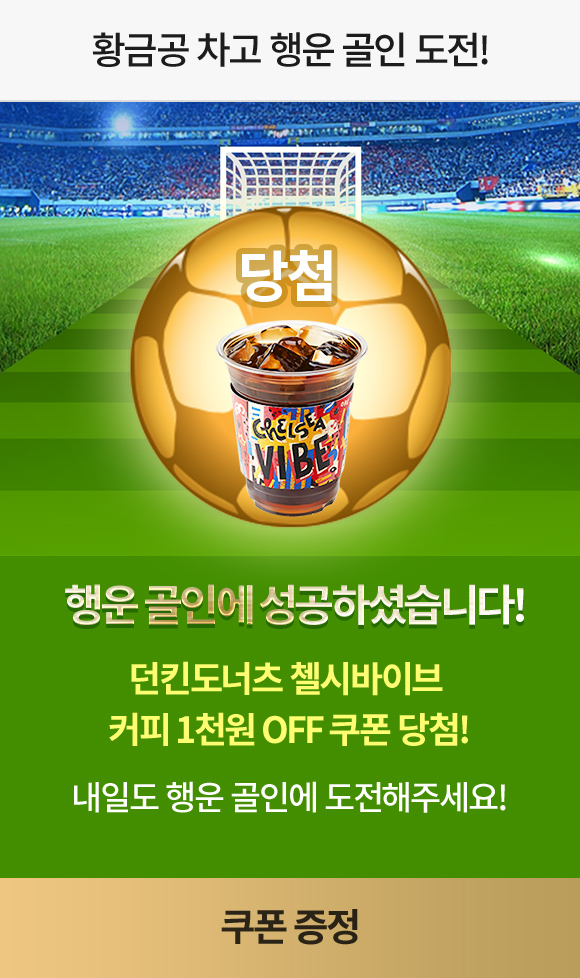 황금공 차고 행운 골인 도전!
당첨
CHELSEA
VIBE
행운 골인에 성공하셨습니다!
던킨도너츠 첼시바이브
커피 1천원 OFF 쿠폰 당첨!
내일도 행운 골인에 도전해주세요!
쿠폰 증정